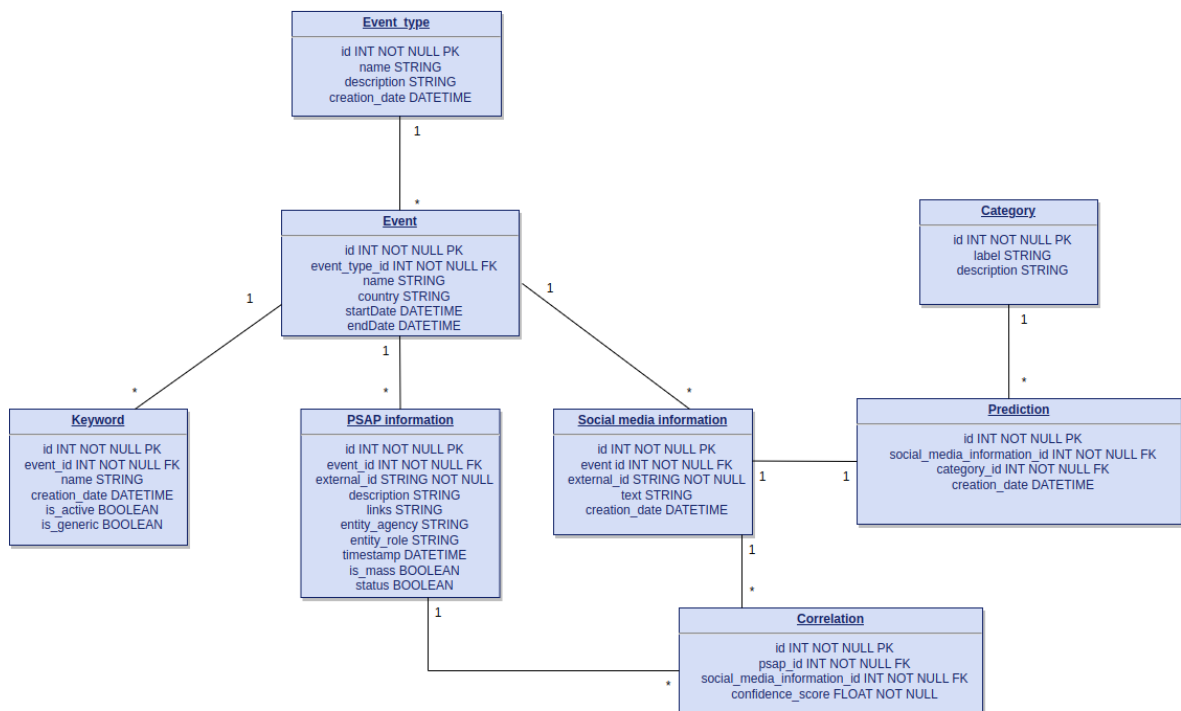 Event_type
id INT NOT NULL PK
name STRING
description STRING
creation_date DATETIME
1
*
Event
id INT NOT NULL PK
event_type_id INT NOT NULL FK
name STRING
country STRING
startDate DATETIME
endDate DATETIME
Category
id INT NOT NULL PK
label STRING
description STRING
1
1
1
1
*
*
*
*
Keyword
id INT NOT NULL PK
event_id INT NOT NULL FK
name STRING
creation_date DATETIME
is_active BOOLEAN
is_generic BOOLEAN
PSAP information
id INT NOT NULL PK
event_id INT NOT NULL FK
external_id STRING NOT NULL
description STRING
links STRING
entity_agency STRING
entity_role STRING
timestamp DATETIME
is_mass BOOLEAN
status BOOLEAN
Social media information
id INT NOT NULL PK
event id INT NOT NULL FK
external_id STRING NOT NULL
text STRING
creation_date DATETIME
Prediction
id INT NOT NULL PK
social_media_information_id INT NOT NULL FK
category_id INT NOT NULL FK
creation_date DATETIME
1
1
1
*
1
*
Correlation
id INT NOT NULL PK
psap_id INT NOT NULL FK
social_media_information_id INT NOT NULL FK
confidence_score FLOAT NOT NULL